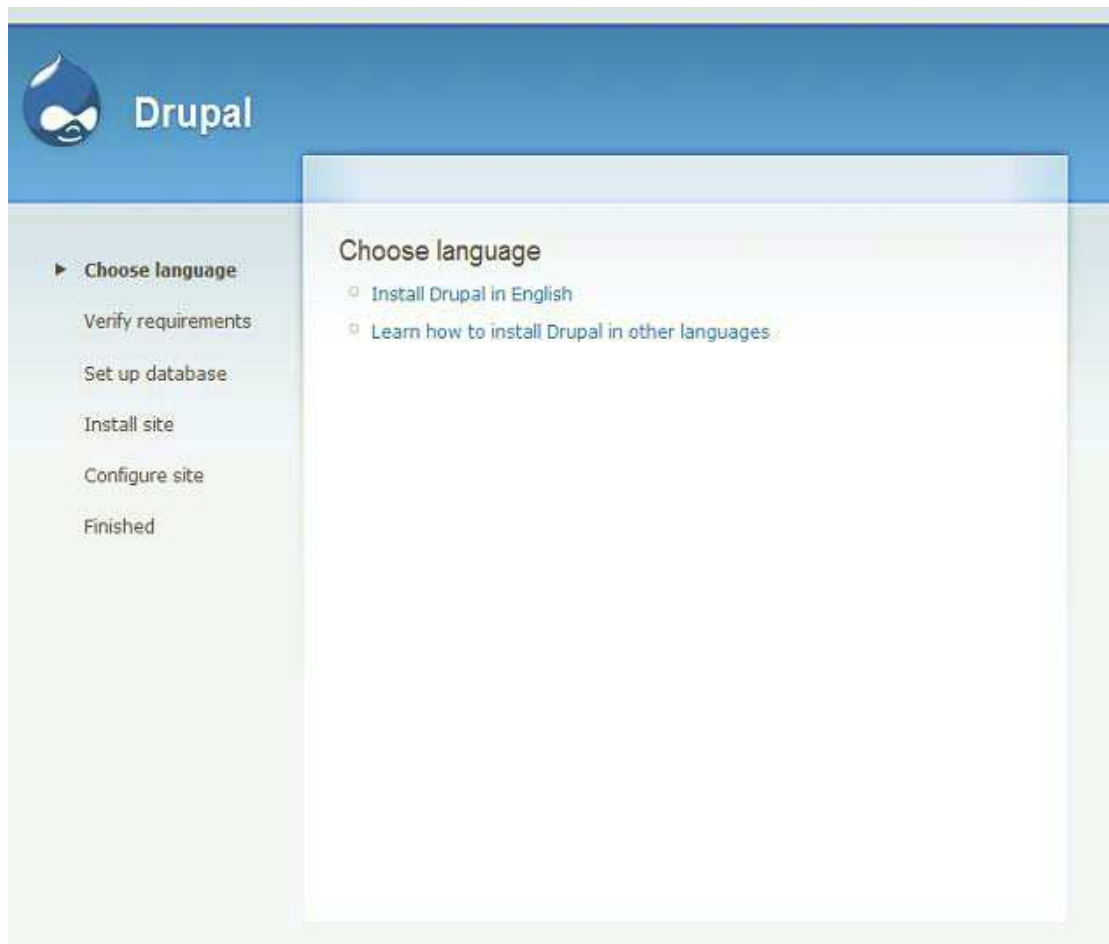 Drupal
Choose language
Verify requirements
Set up database
Install site
Configure site
Finished
Choose language
Install Drupal in English
Learn how to install Drupal in other languages